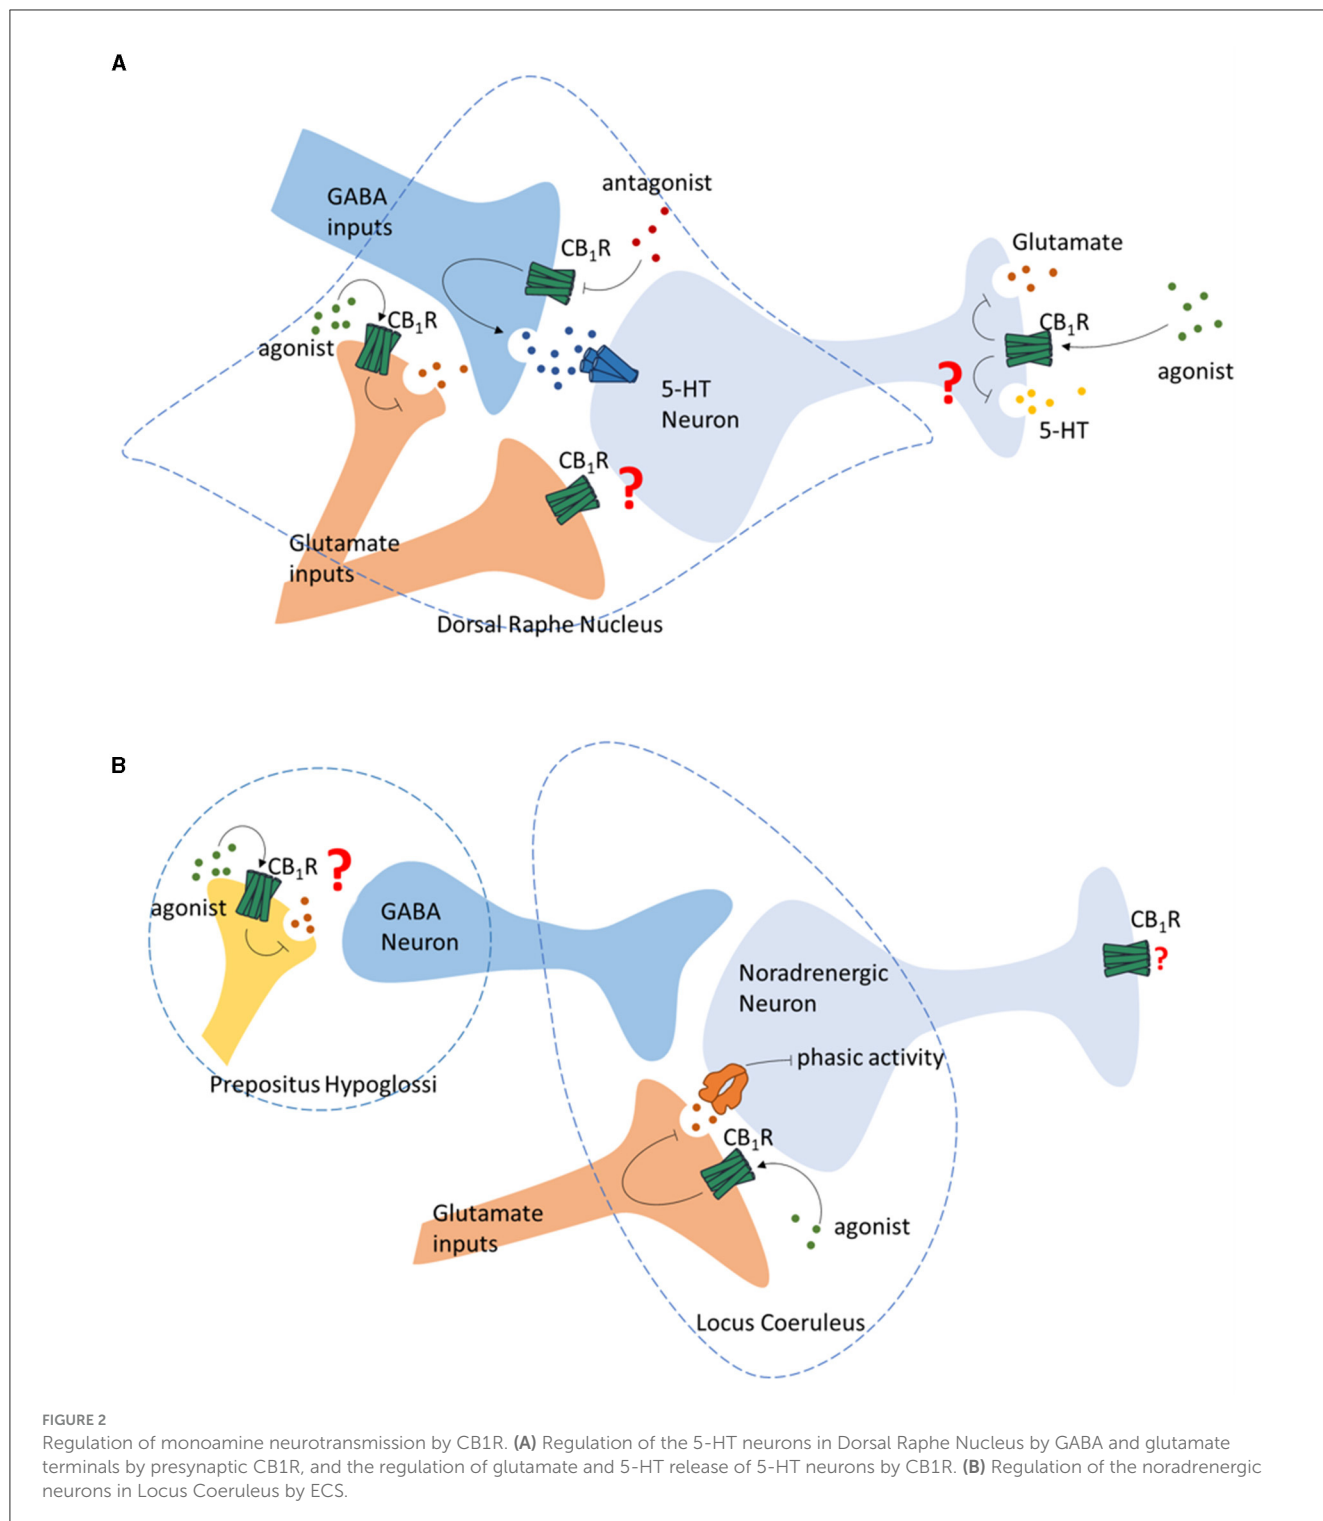 A
antagonist
GABA
inputs
CB1R
Glutamate
CB1R
agonist
CB1R
agonist
5-HT
Neuron
?
5-HT
CB1R
?
Glutamate
inputs
Dorsal Raphe Nucleus
B
CB1R
?
agonist
GABA
Neuron
CB1R
?
Noradrenergic
Neuron
phasic activity
Prepositus Hypoglossi
CB1R
Glutamate
inputs
agonist
Locus Coeruleus
FIGURE 2
Regulation of monoamine neurotransmission by CB1R. (A) Regulation of the 5-HT neurons in Dorsal Raphe Nucleus by GABA and glutamate
terminals by presynaptic CB1R, and the regulation of glutamate and 5-HT release of 5-HT neurons by CB1R. (B) Regulation of the noradrenergic
neurons in Locus Coeruleus by ECS.